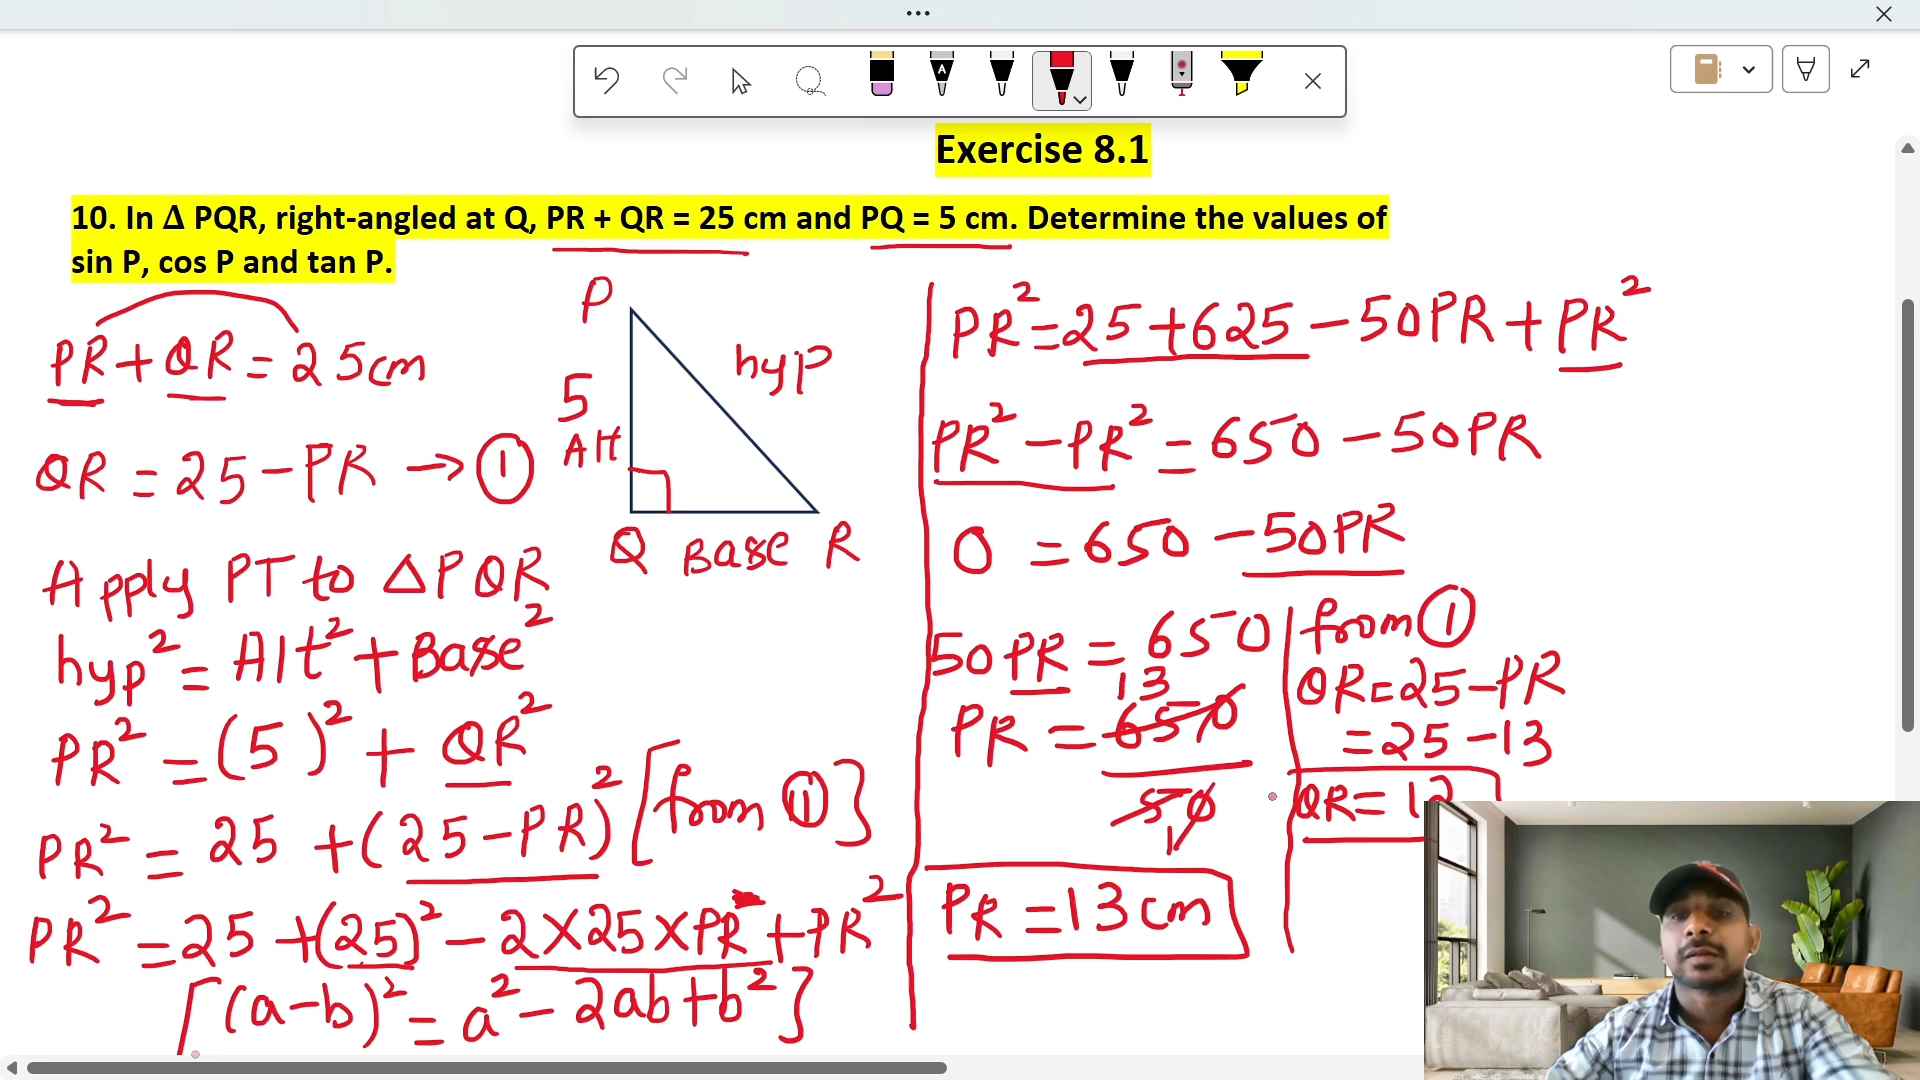 Exercise 8.1
10. In Δ PQR, right-angled at Q, PR + QR = 25 cm and PQ = 5 cm. Determine the values of
sin P, cos P and tan P.
PR + QR = 25cm
QR = 25 - PR → ①
Apply PT to △PQR
hyp² = Alt² + Base²
PR² = (5)² + QR²
PR² = 25 + (25 - PR)² [from ①]
PR² = 25 + (25)² - 2×25×PR + PR²
[(a-b)² = a² - 2ab + b²]
P
5
Alt
hyp
Q Base R
PR² = 25 + 625 - 50PR + PR²
PR² - PR² = 650 - 50PR
0 = 650 - 50PR
50PR = 650
13
PR = 650
50
1
PR = 13cm
from ①
QR = 25 - PR
= 25 - 13
QR = 12